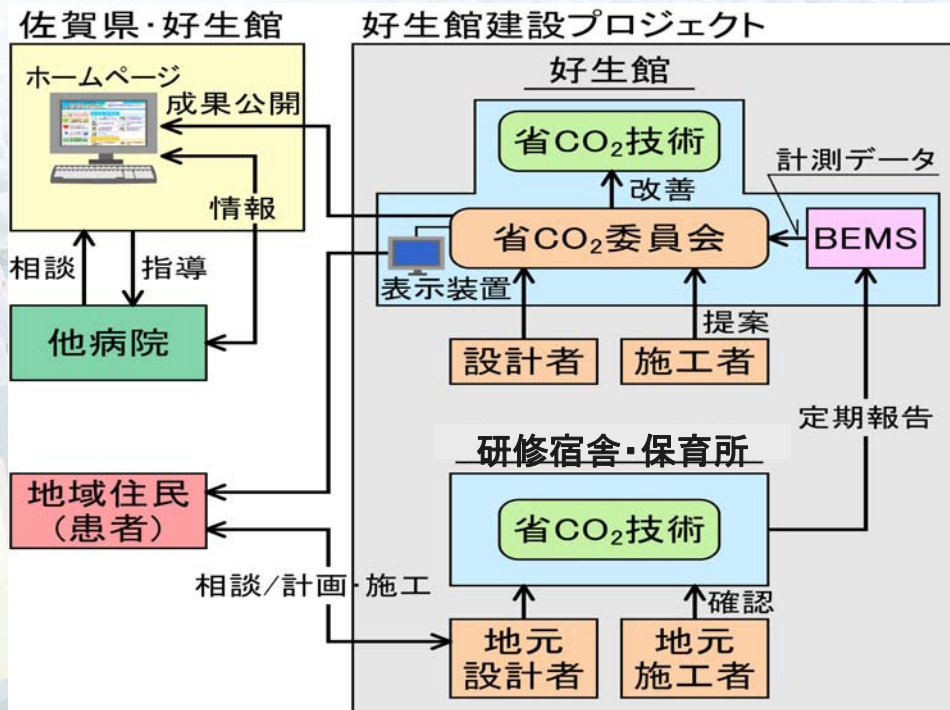 佐賀県・好生館
好生館建設プロジェクト
ホームページ
成果公開
情報
相談
指導
他病院
地域住民
(患者)
相談/計画・施工
好生館
省CO₂技術
改善
計測データ
省CO₂委員会
BEMS
表示装置
提案
設計者
施工者
定期報告
研修宿舎・保育所
省CO₂技術
確認
地元
設計者
地元
施工者